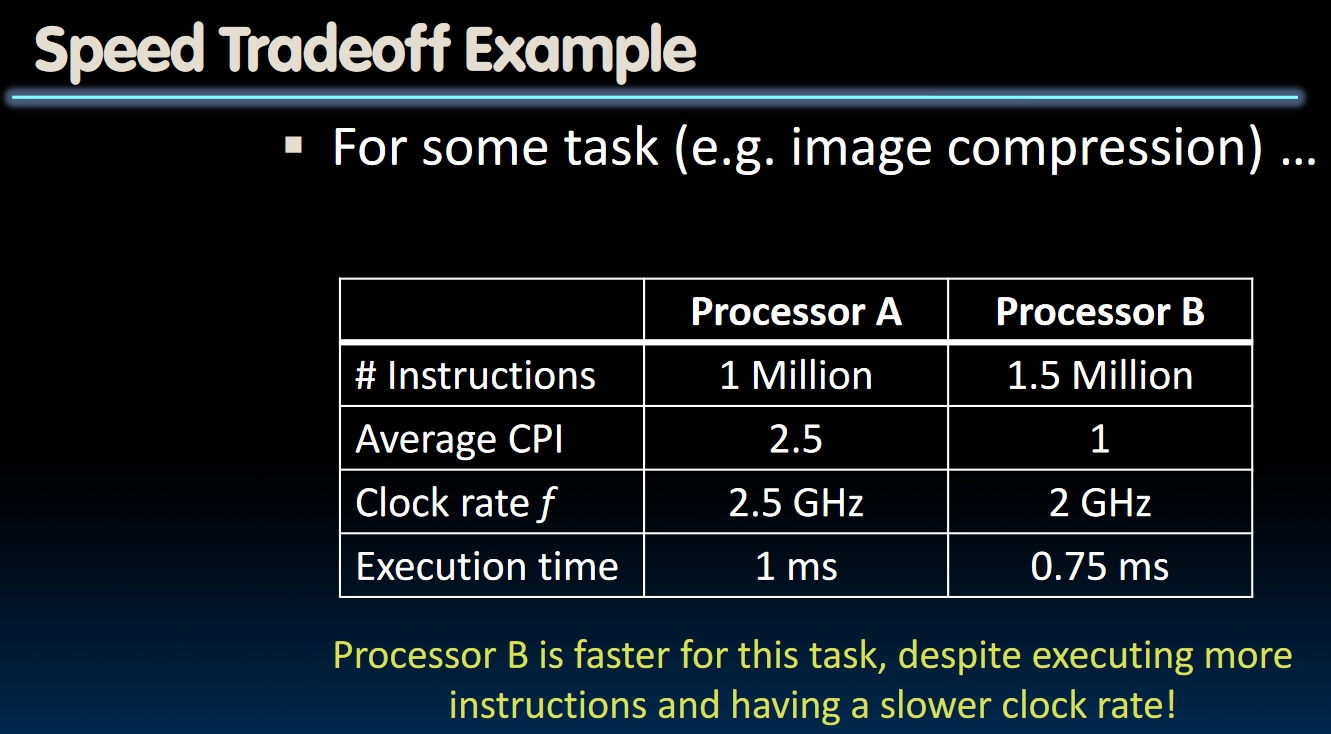 Speed Tradeoff Example
▪ For some task (e.g. image compression) …
Processor A Processor B
# Instructions 1 Million 1.5 Million
Average CPI 2.5 1
Clock rate f 2.5 GHz 2 GHz
Execution time 1 ms 0.75 ms
Processor B is faster for this task, despite executing more
instructions and having a slower clock rate!